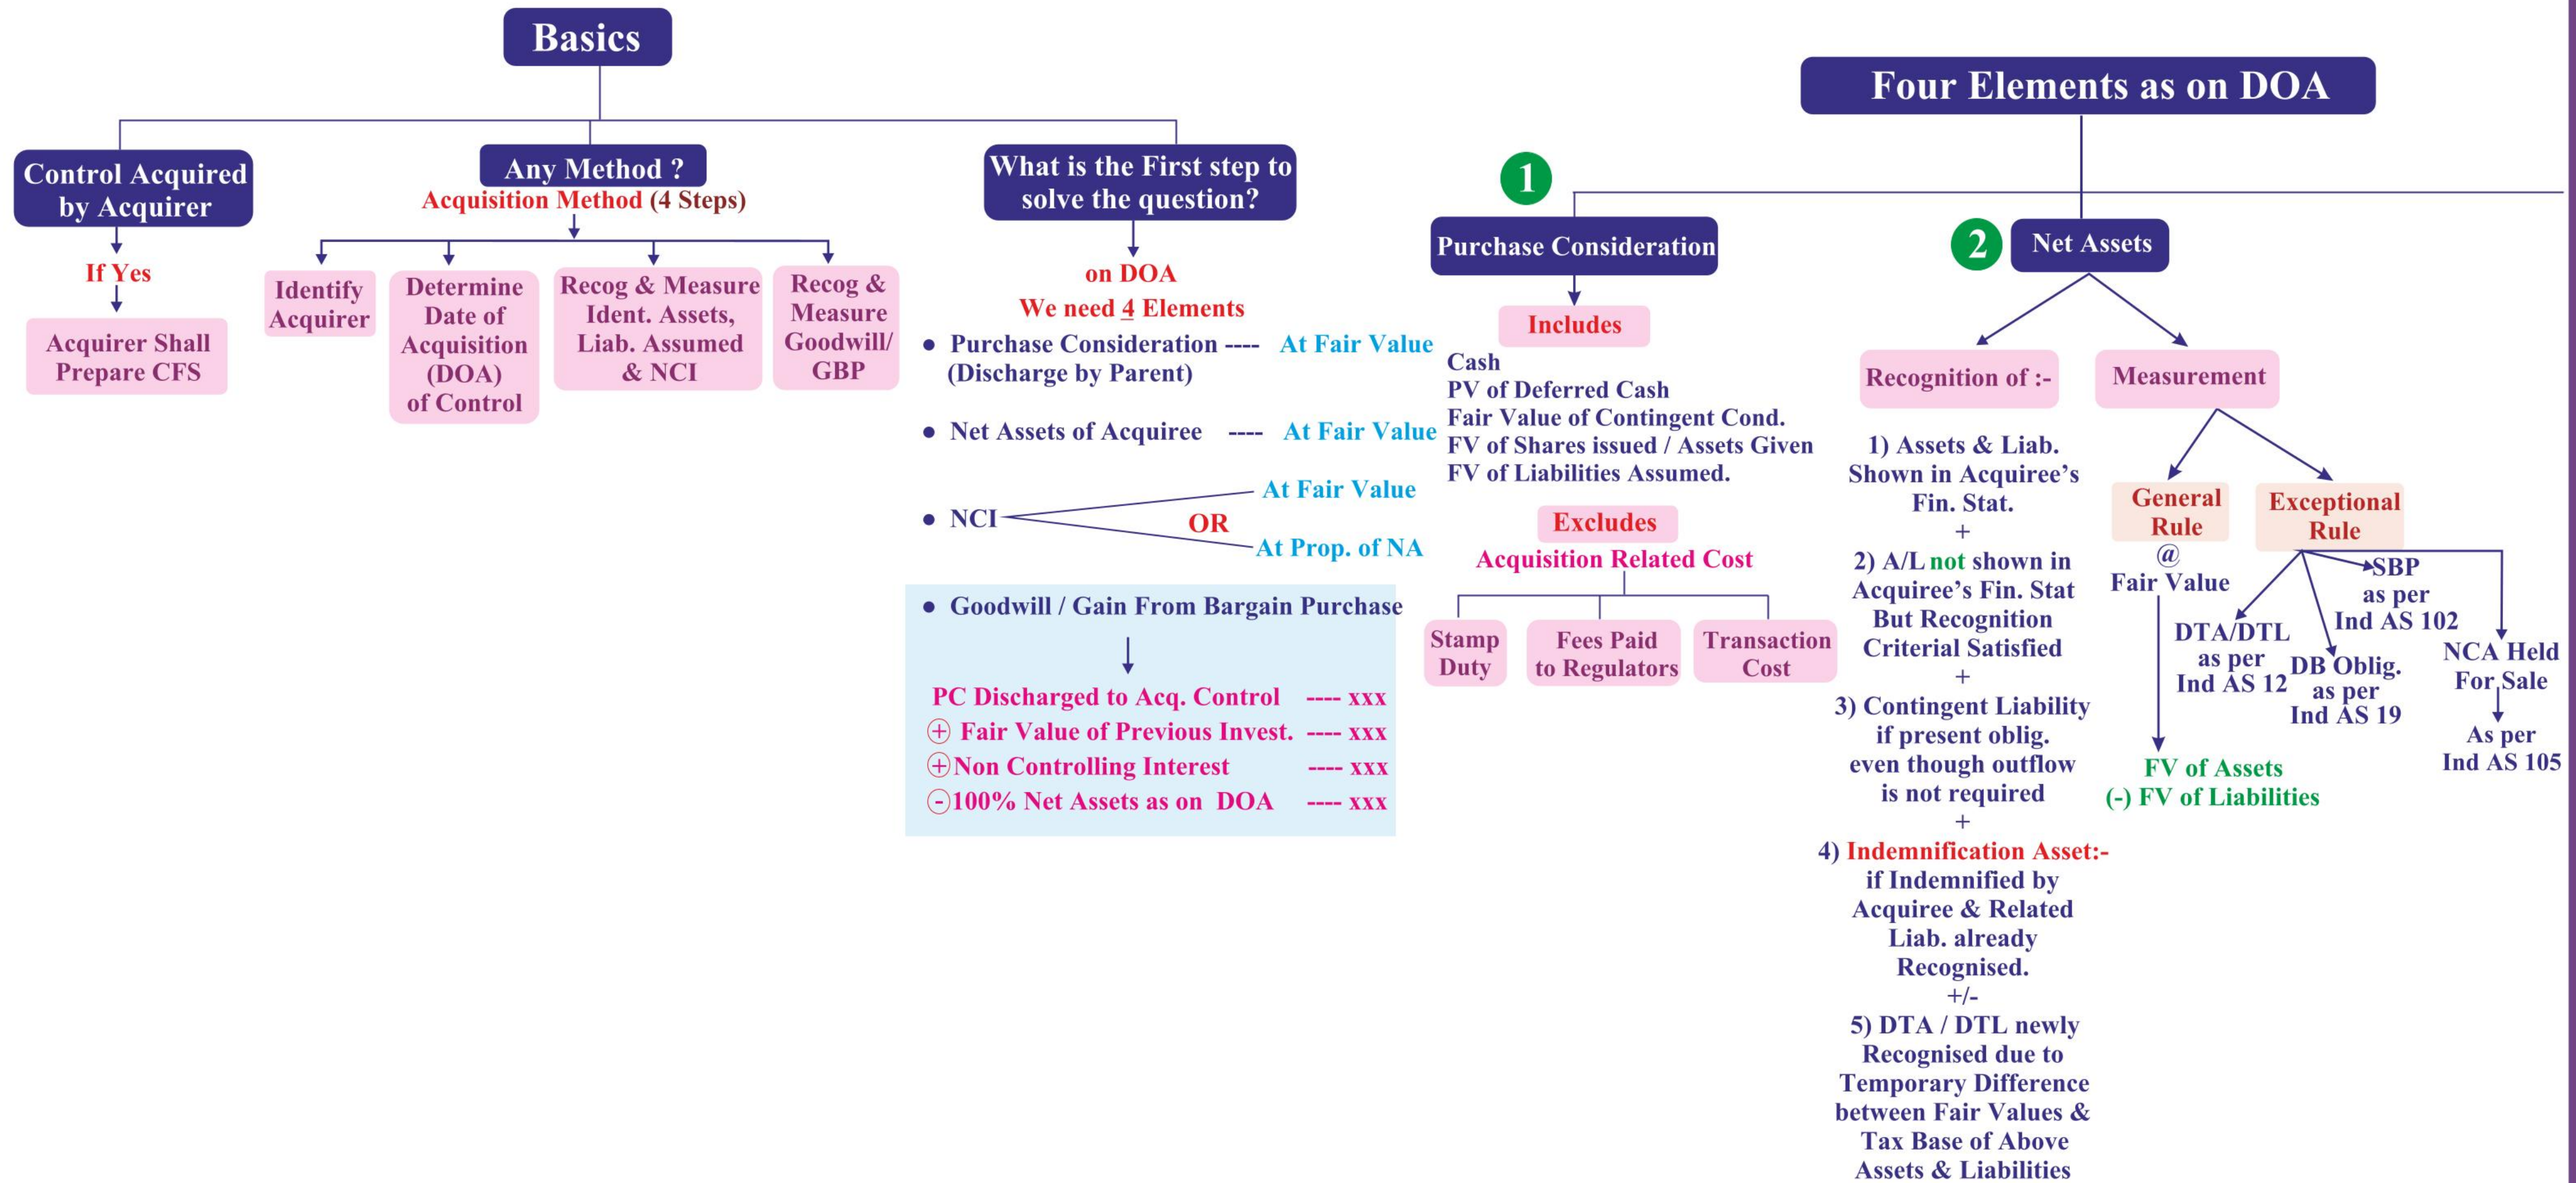 Basics
Control Acquired
by Acquirer
If Yes
Acquirer Shall
Prepare CFS
Any Method ?
Acquisition Method (4 Steps)
Identify
Acquirer
Determine
Date of
Acquisition
(DOA)
of Control
Recog & Measure
Ident. Assets,
Liab. Assumed
& NCI
Recog &
Measure
Goodwill/
GBP
What is the First step to
solve the question?
on DOA
We need 4 Elements
● Purchase Consideration ---- At Fair Value
(Discharge by Parent)
● Net Assets of Acquiree ---- At Fair Value
● NCI
At Fair Value
OR
At Prop. of NA
● Goodwill / Gain From Bargain Purchase
PC Discharged to Acq. Control ---- xxx
+ Fair Value of Previous Invest. ---- xxx
+ Non Controlling Interest ---- xxx
- 100% Net Assets as on DOA ---- xxx
Four Elements as on DOA
1
Purchase Consideration
Includes
Cash
PV of Deferred Cash
Fair Value of Contingent Cond.
FV of Shares issued / Assets Given
FV of Liabilities Assumed.
Excludes
Acquisition Related Cost
Stamp
Duty
Fees Paid
to Regulators
Transaction
Cost
2
Net Assets
Recognition of :-
1) Assets & Liab.
Shown in Acquiree’s
Fin. Stat.
+
2) A/L not shown in
Acquiree’s Fin. Stat
But Recognition
Criterial Satisfied
+
3) Contingent Liability
if present oblig.
even though outflow
is not required
+
4) Indemnification Asset:-
if Indemnified by
Acquiree & Related
Liab. already
Recognised.
+/-
5) DTA / DTL newly
Recognised due to
Temporary Difference
between Fair Values &
Tax Base of Above
Assets & Liabilities
Measurement
General
Rule
@
Fair Value
FV of Assets
(-) FV of Liabilities
Exceptional
Rule
DTA/DTL
as per
Ind AS 12
DB Oblig.
as per
Ind AS 19
SBP
as per
Ind AS 102
NCA Held
For Sale
As per
Ind AS 105